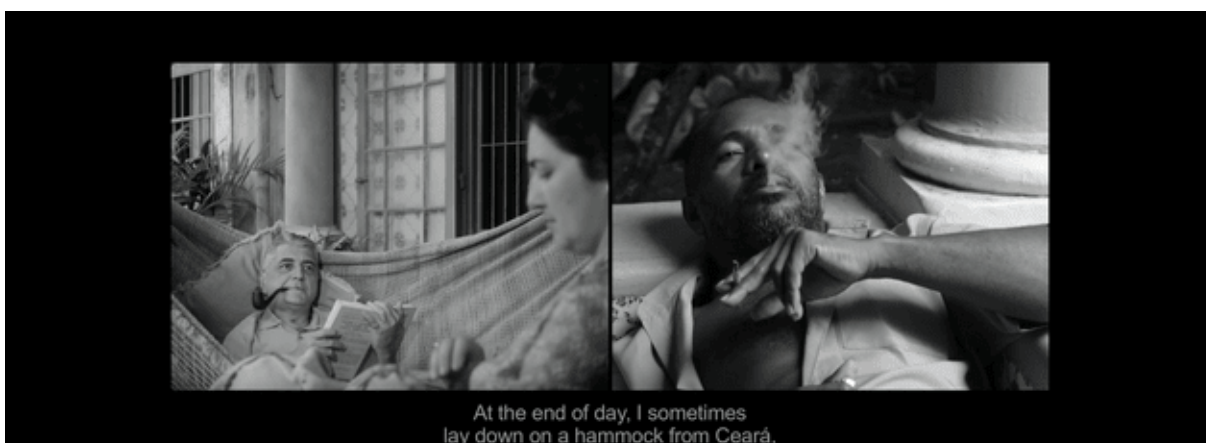 At the end of day, I sometimes
lay down on a hammock from Ceará,